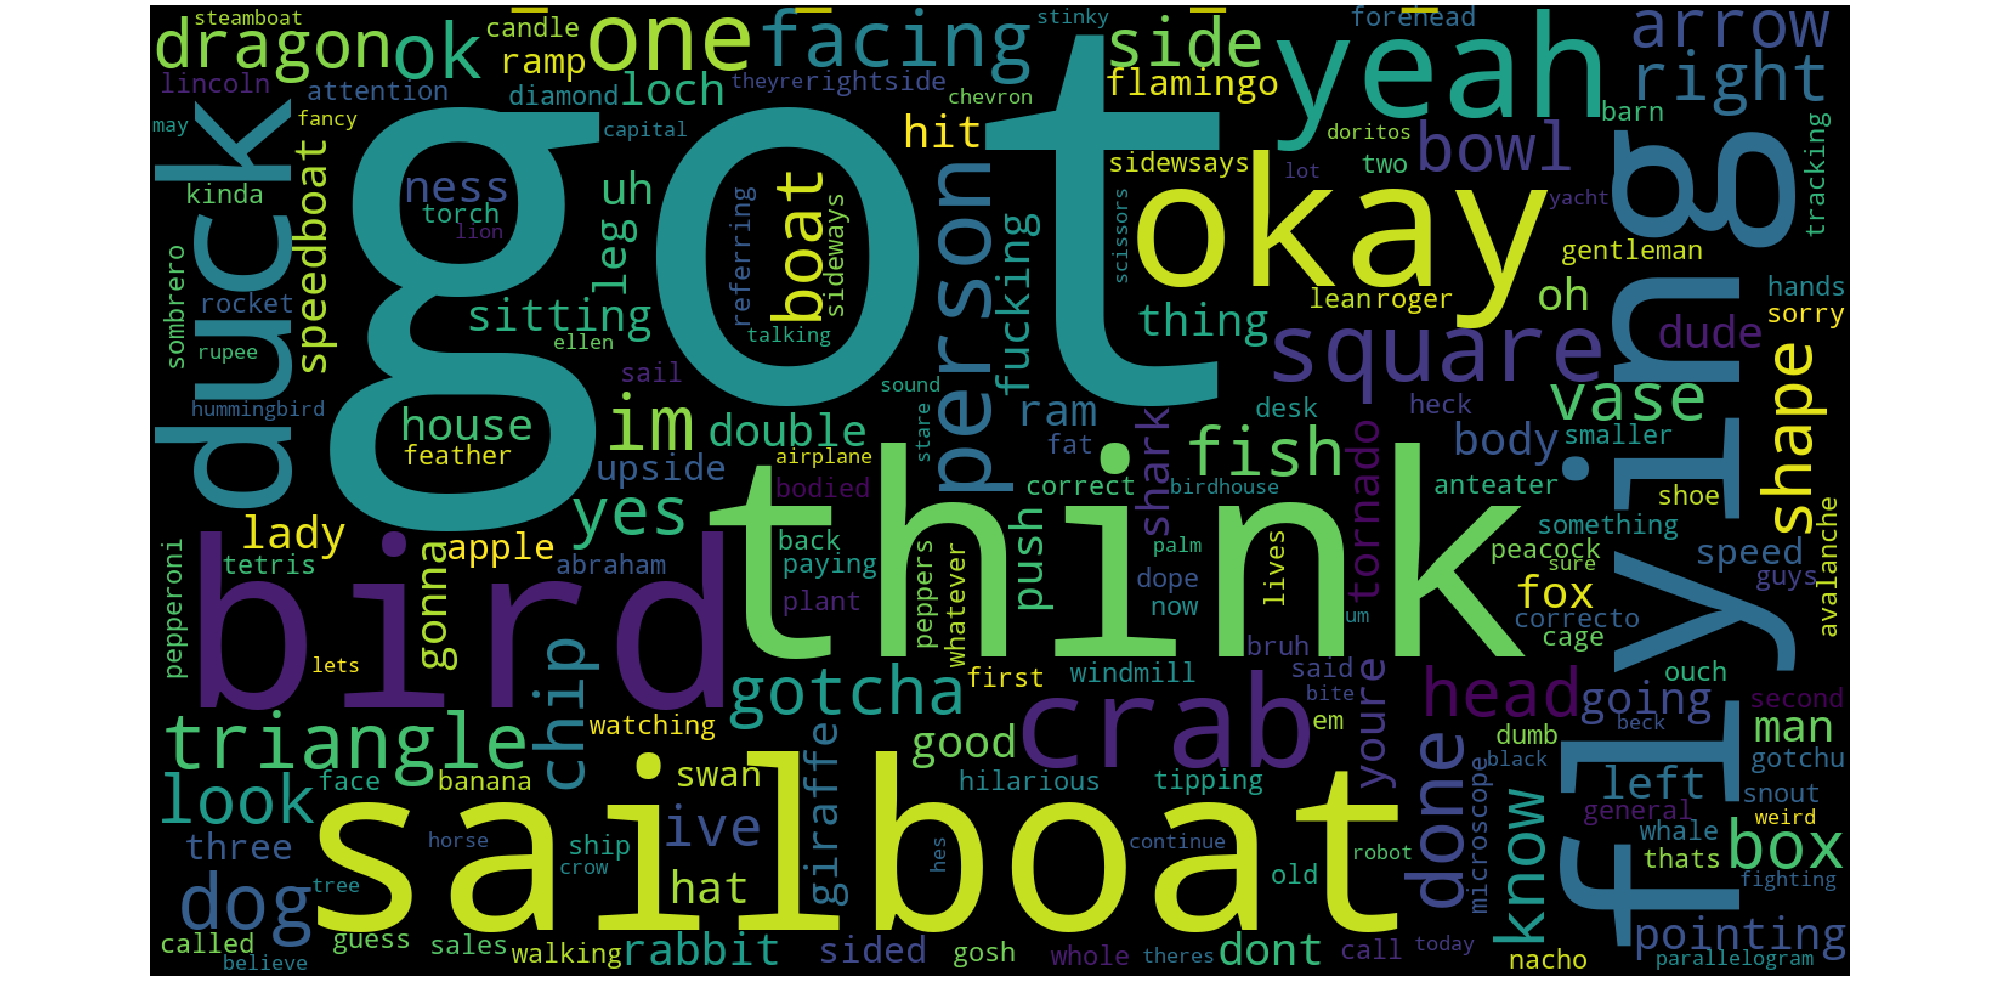 steamboat
dragon
ok
candle
ramp
one
facing
stinky
side
forehead
yeah
arrow
right
lincoln
attention
diamond
loch
theyre
rightside
chevron
flamingo
barn
may
duck
fancy
got
capital
hit
doritos
bowl
sidewsays
two
lot
yacht
tracking
kinda
speedboat
ness
torch
lion
uh
leg
referring
boat
sideways
person
fucking
scissors
okay
flying
gentleman
sombrero
rocket
sitting
talking
thing
lean
roger
oh
hands
sorry
rupee
ellen
square
dude
shape
hummingbird
sail
sound
house
feather
im
double
stare
ram
fat
shark
desk
heck
vase
upside
airplane
fish
tornado
body
smaller
bird
lady
yes
bodied
think
correct
birdhouse
anteater
shoe
something
pepperoni
tetris
gonna
apple
abraham
back
paying
plant
peppers
whatever
push
palm
dope
now
lives
um
peacock
sure
speed
guys
avalanche
fox
correcto
cage
lets
chip
gotcha
first
windmill
bruh
said
bite
youre
head
ouch
going
second
beck
triangle
watching
good
crab
em
dumb
man
look
face
banana
swan
giraffe
hilarious
tipping
done
black
microscope
left
gotchu
snout
general
weird
three
horse
sailboat
ship
crow
ive
hes
continue
robot
know
whale
thats
box
dog
tree
hat
old
fighting
called
believe
guess
sales
walking
rabbit
sided
gosh
whole
theres
dont
call
today
nacho
pointing
parallelogram